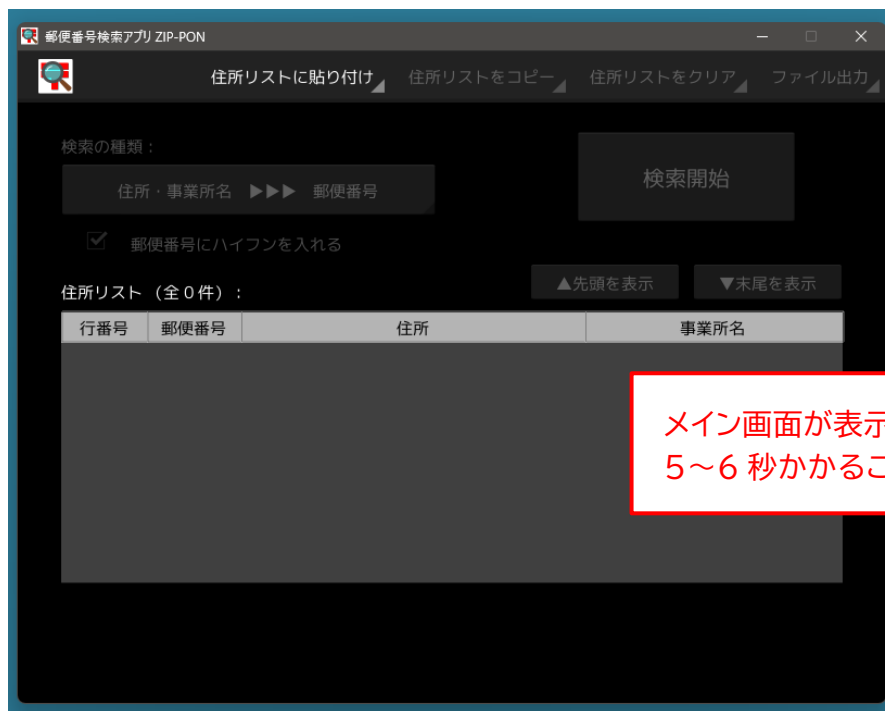 郵便番号検索アプリ ZIP-PON
住所リストに貼り付け 住所リストをコピー 住所リストをクリア ファイル出力
検索の種類：
住所・事業所名 ▶▶▶ 郵便番号
検索開始
郵便番号にハイフンを入れる
住所リスト（全０件）：
▲先頭を表示 ▼末尾を表示
行番号 郵便番号 住所 事業所名
メイン画面が表示
５～６秒かかるこ